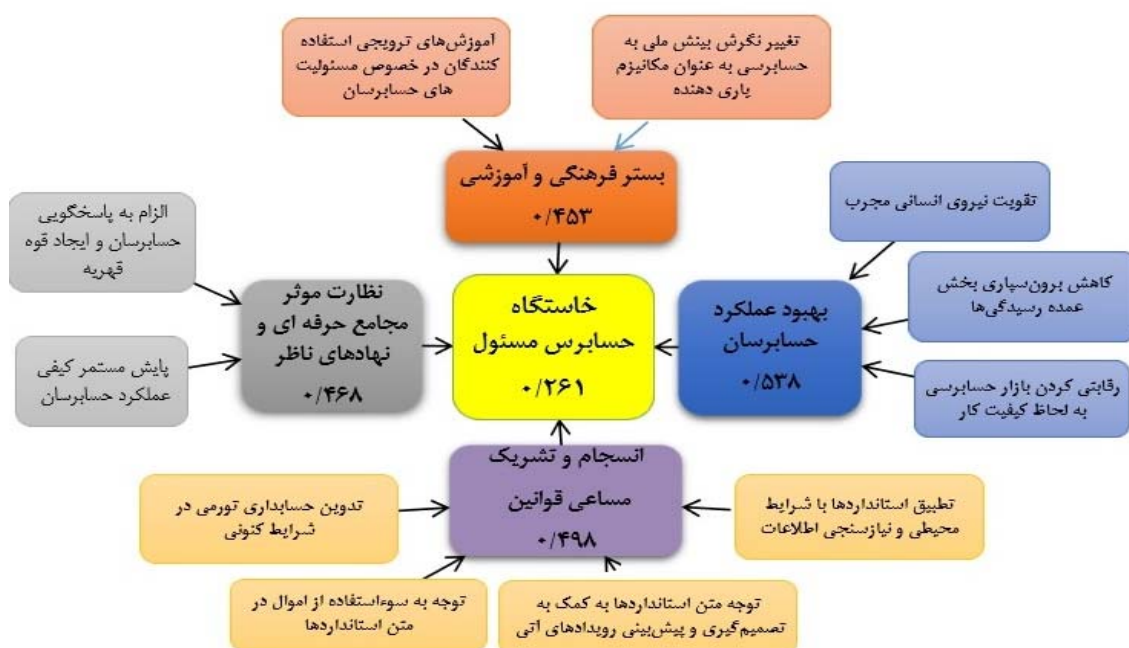 آموزش‌های ترویجی استفاده
کنندگان در خصوص مسئولیت
های حسابرسان
تغییر نگرش بینش ملی به
حسابرسی به عنوان مکانیزم
یاری دهنده
بستر فرهنگی و آموزشی
۰/۴۵۳
تقویت نیروی انسانی مجرب
کاهش برون‌سپاری بخش
عمده رسیدگی‌ها
رقابتی کردن بازار حسابرسی
به لحاظ کیفیت کار
بهبود عملکرد
حسابرسان
۰/۵۳۸
خاستگاه
حسابرس مسئول
۰/۲۶۱
نظارت موثر
مجامع حرفه ای و
نهادهای ناظر
۰/۴۶۸
الزام به پاسخگویی
حسابرسان و ایجاد قوه
قهریه
پایش مستمر کیفی
عملکرد حسابرسان
انسجام و تشریک
مساعی قوانین
۰/۴۹۸
تطبیق استانداردها با شرایط
محیطی و نیازسنجی اطلاعات
تدوین حسابداری تورمی در
شرایط کنونی
توجه متن استانداردها به کمک به
تصمیم‌گیری و پیش‌بینی رویدادهای آتی
توجه به سوءاستفاده از اموال در
متن استانداردها